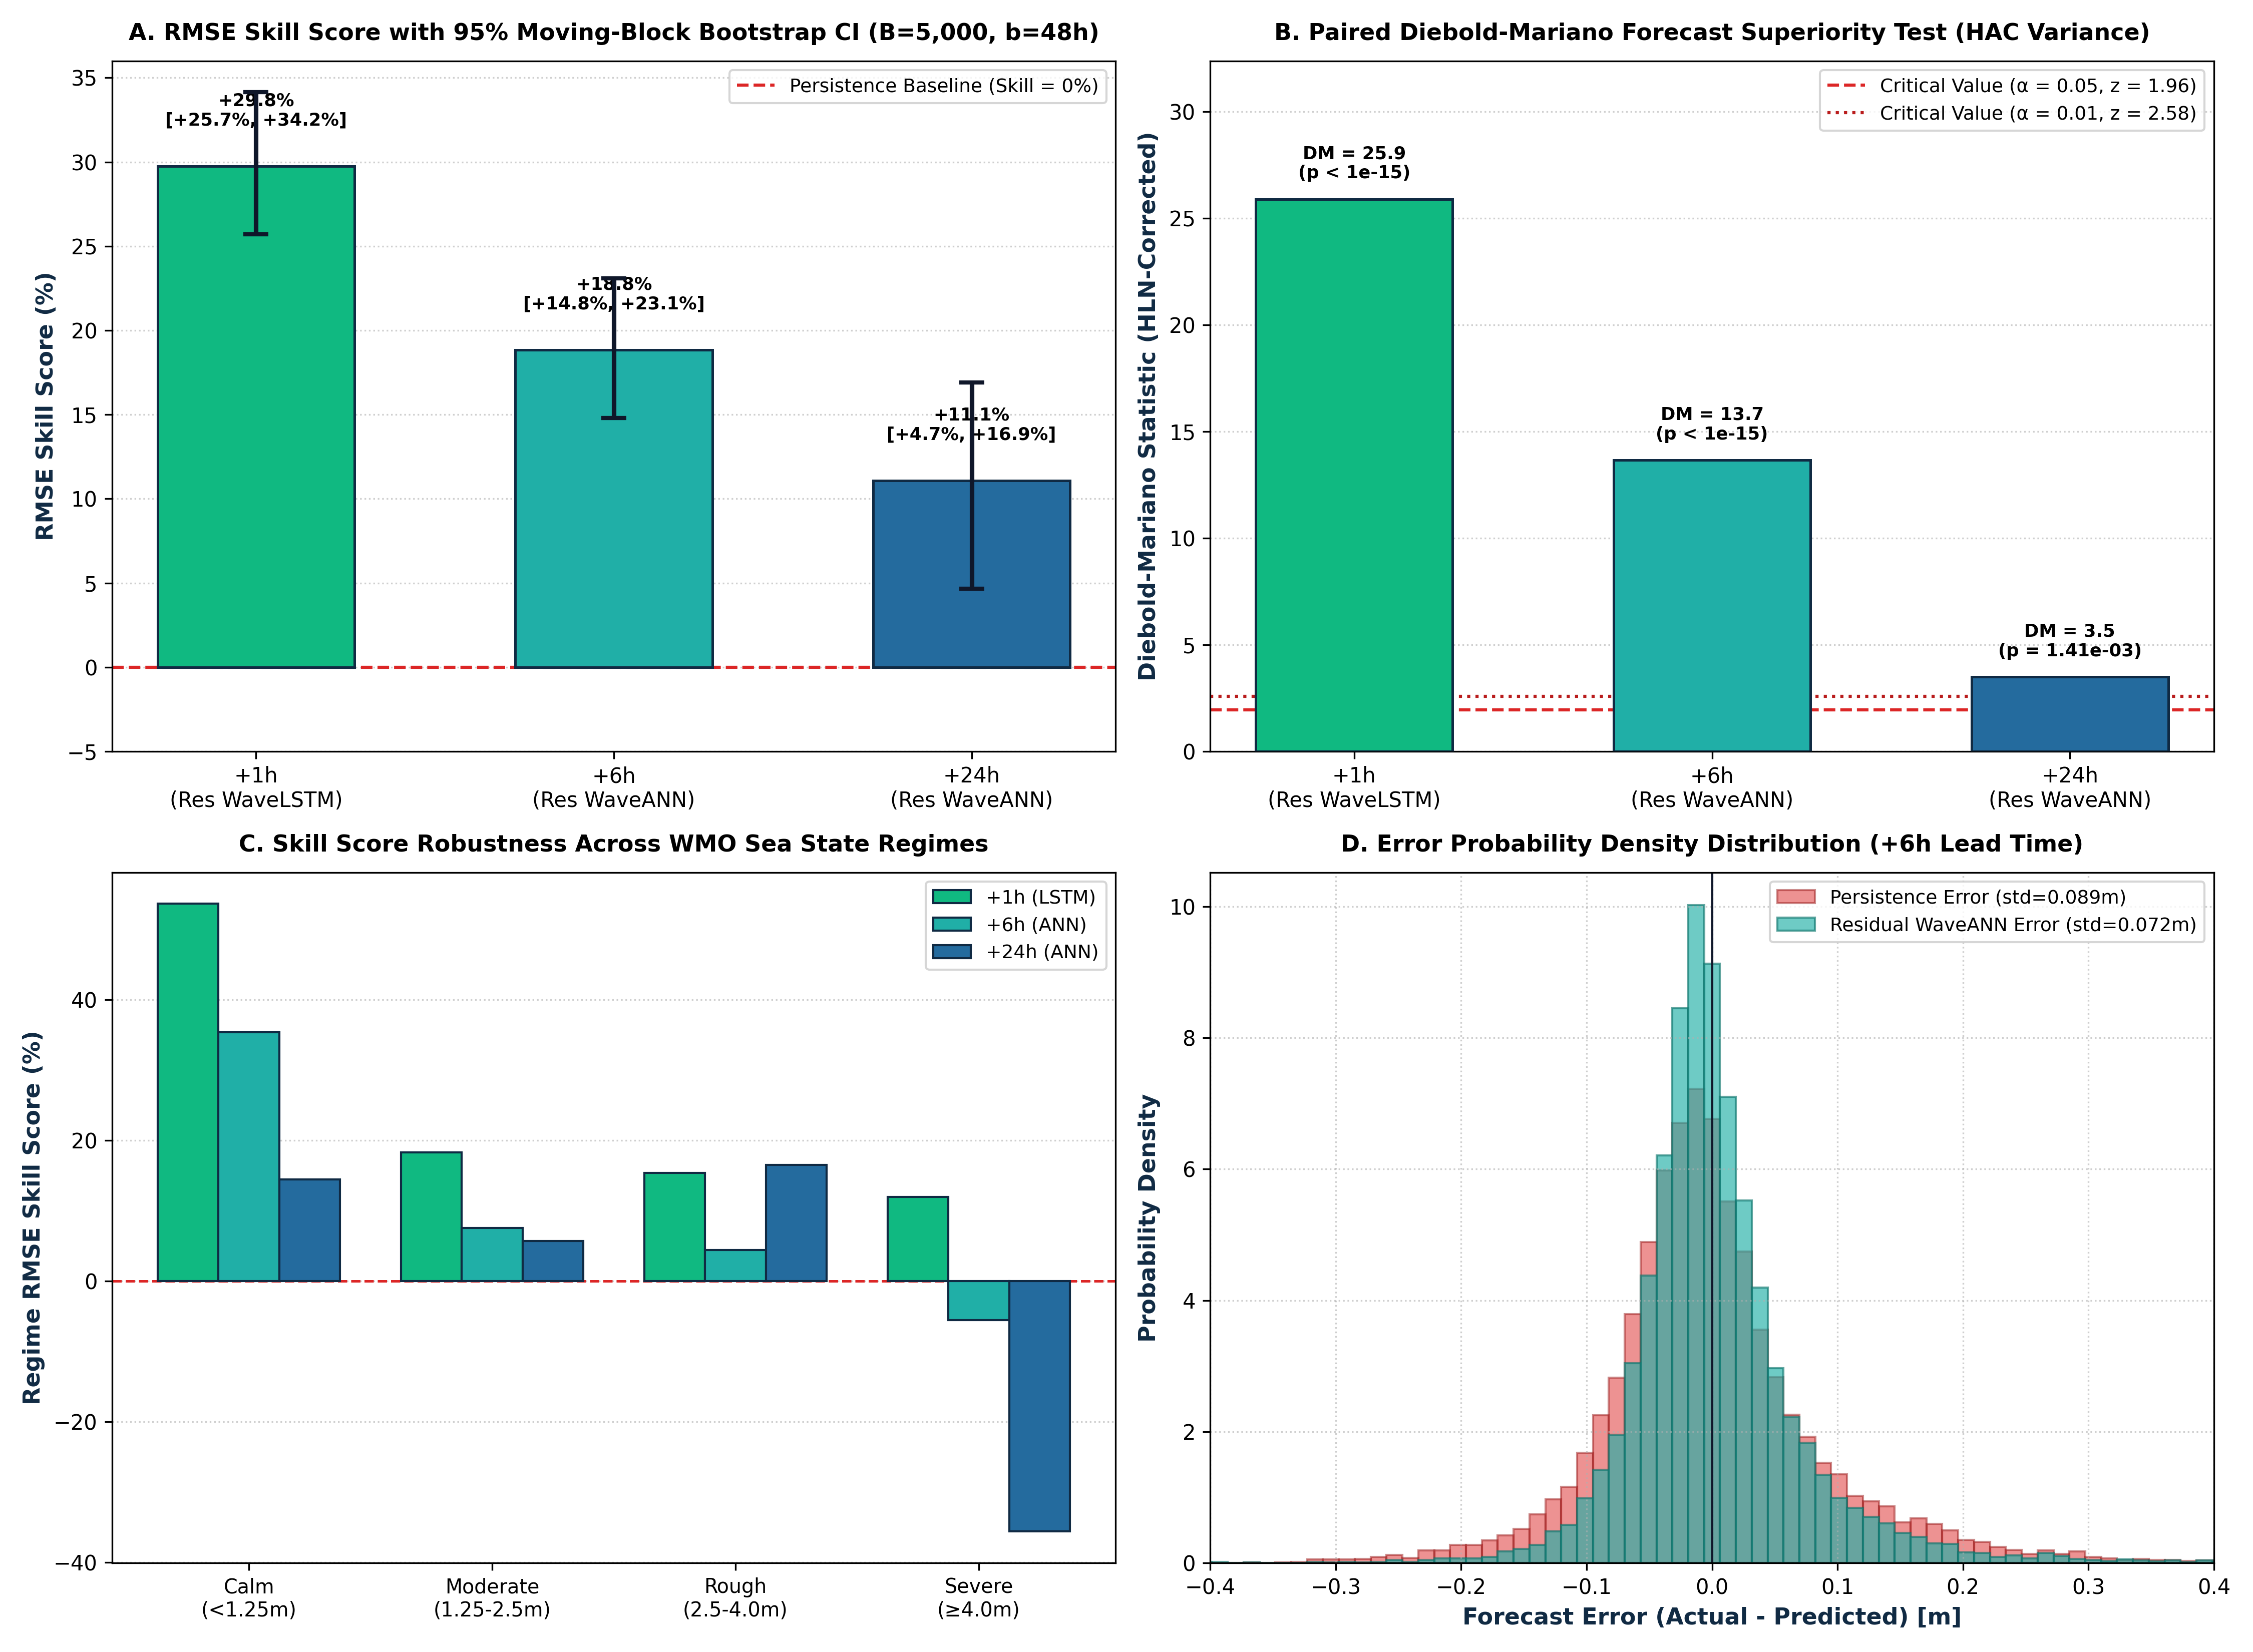 A. RMSE Skill Score with 95% Moving-Block Bootstrap CI (B=5,000, b=48h)
RMSE Skill Score (%)
35
30
25
20
15
10
5
0
−5
Persistence Baseline (Skill = 0%)
+29.8%
[+25.7%, +34.2%]
+18.8%
[+14.8%, +23.1%]
+11.1%
[+4.7%, +16.9%]
+1h
(Res WaveLSTM)
+6h
(Res WaveANN)
+24h
(Res WaveANN)
B. Paired Diebold-Mariano Forecast Superiority Test (HAC Variance)
Diebold-Mariano Statistic (HLN-Corrected)
30
25
20
15
10
5
0
Critical Value (α = 0.05, z = 1.96)
Critical Value (α = 0.01, z = 2.58)
DM = 25.9
(p < 1e-15)
DM = 13.7
(p < 1e-15)
DM = 3.5
(p = 1.41e-03)
+1h
(Res WaveLSTM)
+6h
(Res WaveANN)
+24h
(Res WaveANN)
C. Skill Score Robustness Across WMO Sea State Regimes
Regime RMSE Skill Score (%)
40
20
0
−20
−40
+1h (LSTM)
+6h (ANN)
+24h (ANN)
Calm
(<1.25m)
Moderate
(1.25-2.5m)
Rough
(2.5-4.0m)
Severe
(≥4.0m)
D. Error Probability Density Distribution (+6h Lead Time)
Probability Density
10
8
6
4
2
0
Persistence Error (std=0.089m)
Residual WaveANN Error (std=0.072m)
−0.4
−0.3
−0.2
−0.1
0.0
0.1
0.2
0.3
0.4
Forecast Error (Actual - Predicted) [m]